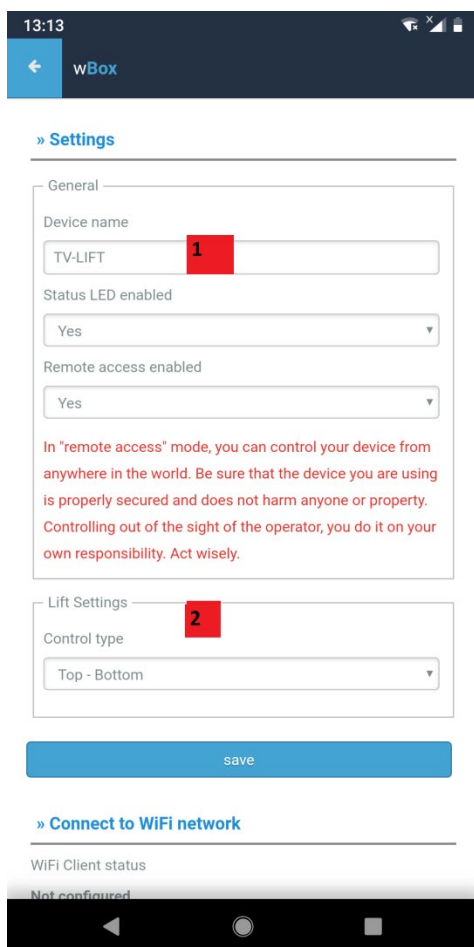 13:13
wBox
» Settings
General
Device name
1
TV-LIFT
Status LED enabled
Yes
Remote access enabled
Yes
In "remote access" mode, you can control your device from
anywhere in the world. Be sure that the device you are using
is properly secured and does not harm anyone or property.
Controlling out of the sight of the operator, you do it on your
own responsibility. Act wisely.
Lift Settings
2
Control type
Top - Bottom
save
» Connect to WiFi network
WiFi Client status
Not configured